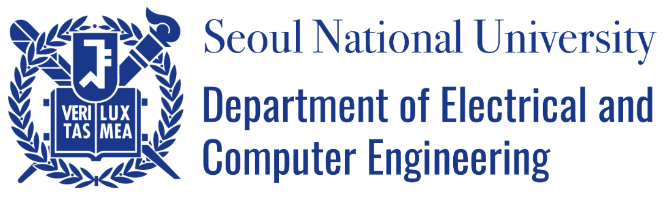 VERI LUX
TAS MEA
Seoul National University
Department of Electrical and
Computer Engineering